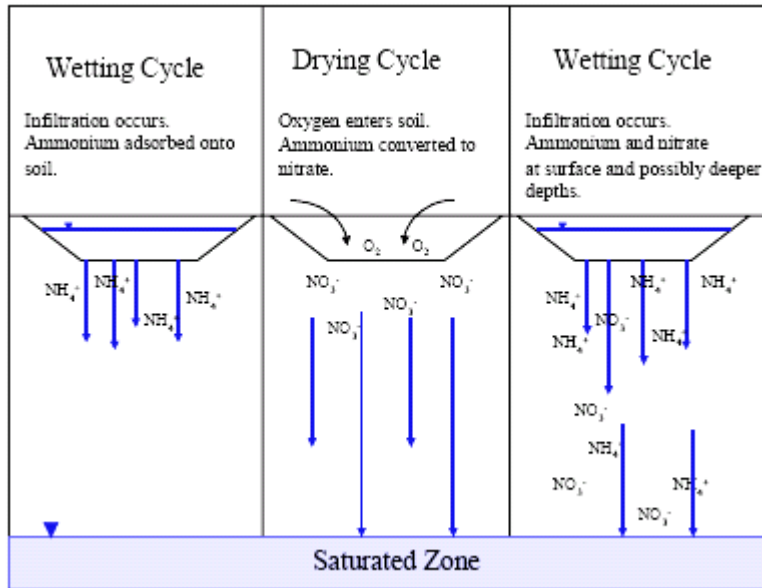 Wetting Cycle
Infiltration occurs.
Ammonium adsorbed onto
soil.
NH₄⁺
NH₄⁺
NH₄⁺
NH₄⁺
Drying Cycle
Oxygen enters soil.
Ammonium converted to
nitrate.
O₂ O₂
NO₃⁻
NO₃⁻
NO₃⁻
NO₃⁻
Wetting Cycle
Infiltration occurs.
Ammonium and nitrate
at surface and possibly deeper
depths.
NH₄⁺
NH₄⁺
NH₄⁺
NO₃⁻
NH₄⁺
NH₄⁺
NO₃⁻
NH₄⁺
NO₃⁻
NH₄⁺
NO₃⁻
Saturated Zone